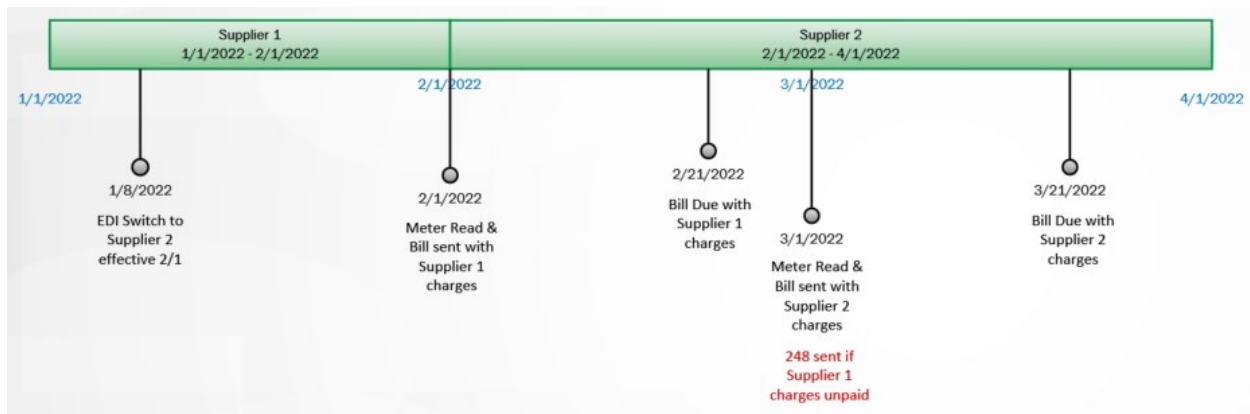 Supplier 1
1/1/2022 - 2/1/2022
Supplier 2
2/1/2022 - 4/1/2022
1/1/2022
2/1/2022
3/1/2022
4/1/2022
1/8/2022
EDI Switch to
Supplier 2
effective 2/1
2/1/2022
Meter Read &
Bill sent with
Supplier 1
charges
2/21/2022
Bill Due with
Supplier 1
charges
3/1/2022
Meter Read &
Bill sent with
Supplier 2
charges
248 sent if
Supplier 1
charges unpaid
3/21/2022
Bill Due with
Supplier 2
charges